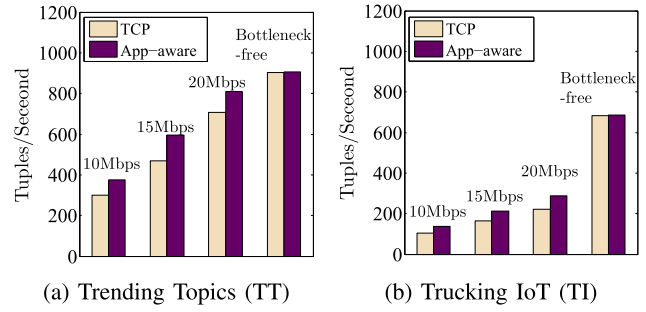 1200
1000
800
600
400
200
0
Tuples/Seceond
TCP
App-aware
10Mbps
15Mbps
20Mbps
Bottleneck
-free
(a) Trending Topics (TT)
1200
1000
800
600
400
200
0
Tuples/Seceond
TCP
App-aware
10Mbps
15Mbps
20Mbps
Bottleneck
-free
(b) Trucking IoT (TI)